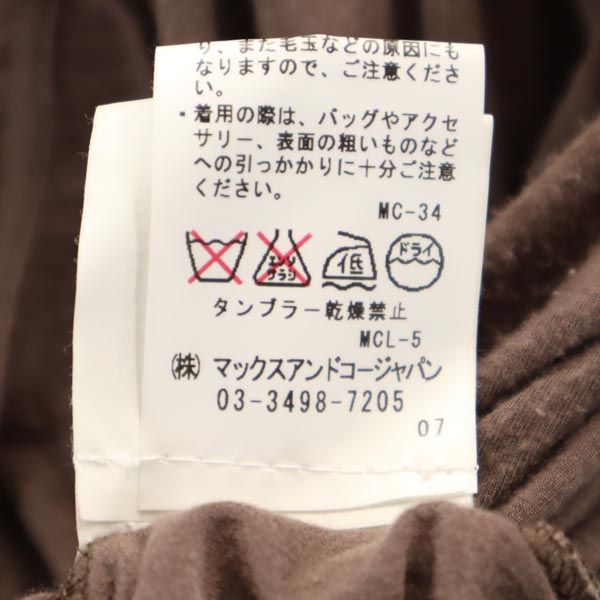 り、また毛玉などの原因にも
なりますので、ご注意くださ
い。
・着用の際は、バッグやアクセ
サリー、表面の粗いものなど
への引っかかりに十分ご注意
ください。
MC-34
エンソ
サラシ
低
ドライ
タンブラー乾燥禁止
MCL-5
㈱ マックスアンドコージャパン
03-3498-7205
07